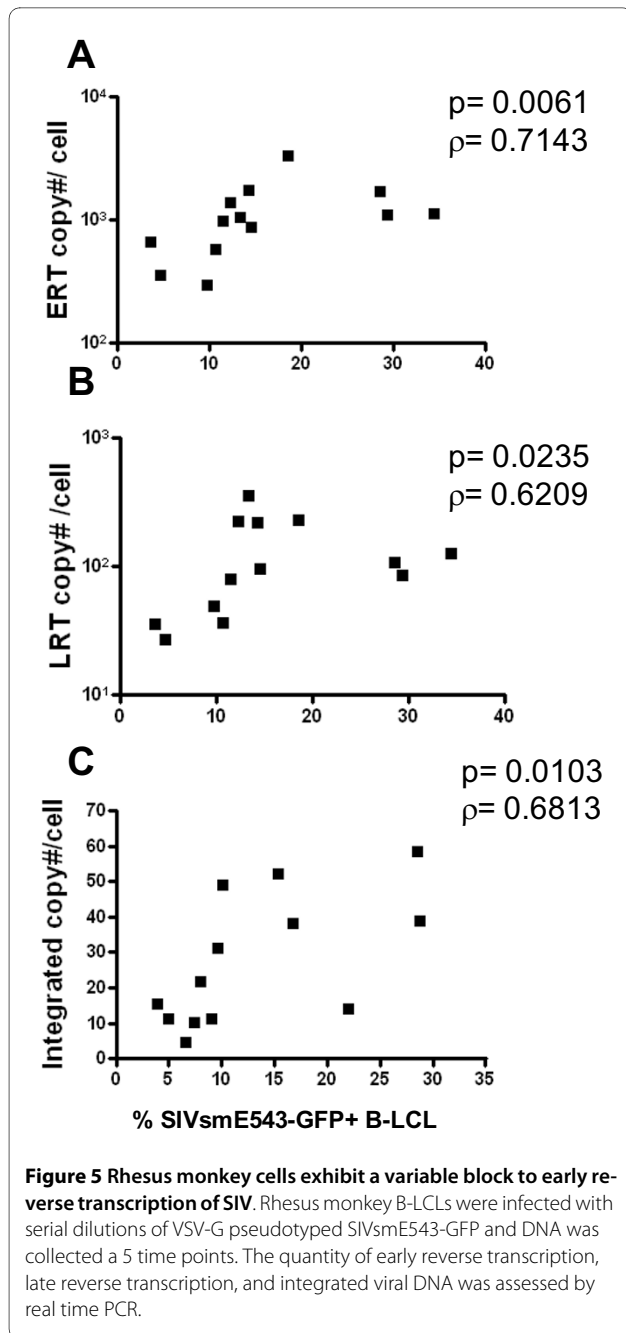 A
p= 0.0061
ρ= 0.7143
ERT copy#/ cell
10⁴
10³
10²
0 10 20 30 40
B
p= 0.0235
ρ= 0.6209
LRT copy# /cell
10³
10²
10¹
0 10 20 30 40
C
p= 0.0103
ρ= 0.6813
Integrated copy#/cell
70
60
50
40
30
20
10
0
0 5 10 15 20 25 30 35
% SIVsmE543-GFP+ B-LCL
Figure 5 Rhesus monkey cells exhibit a variable block to early re-
verse transcription of SIV. Rhesus monkey B-LCLs were infected with
serial dilutions of VSV-G pseudotyped SIVsmE543-GFP and DNA was
collected a 5 time points. The quantity of early reverse transcription,
late reverse transcription, and integrated viral DNA was assessed by
real time PCR.